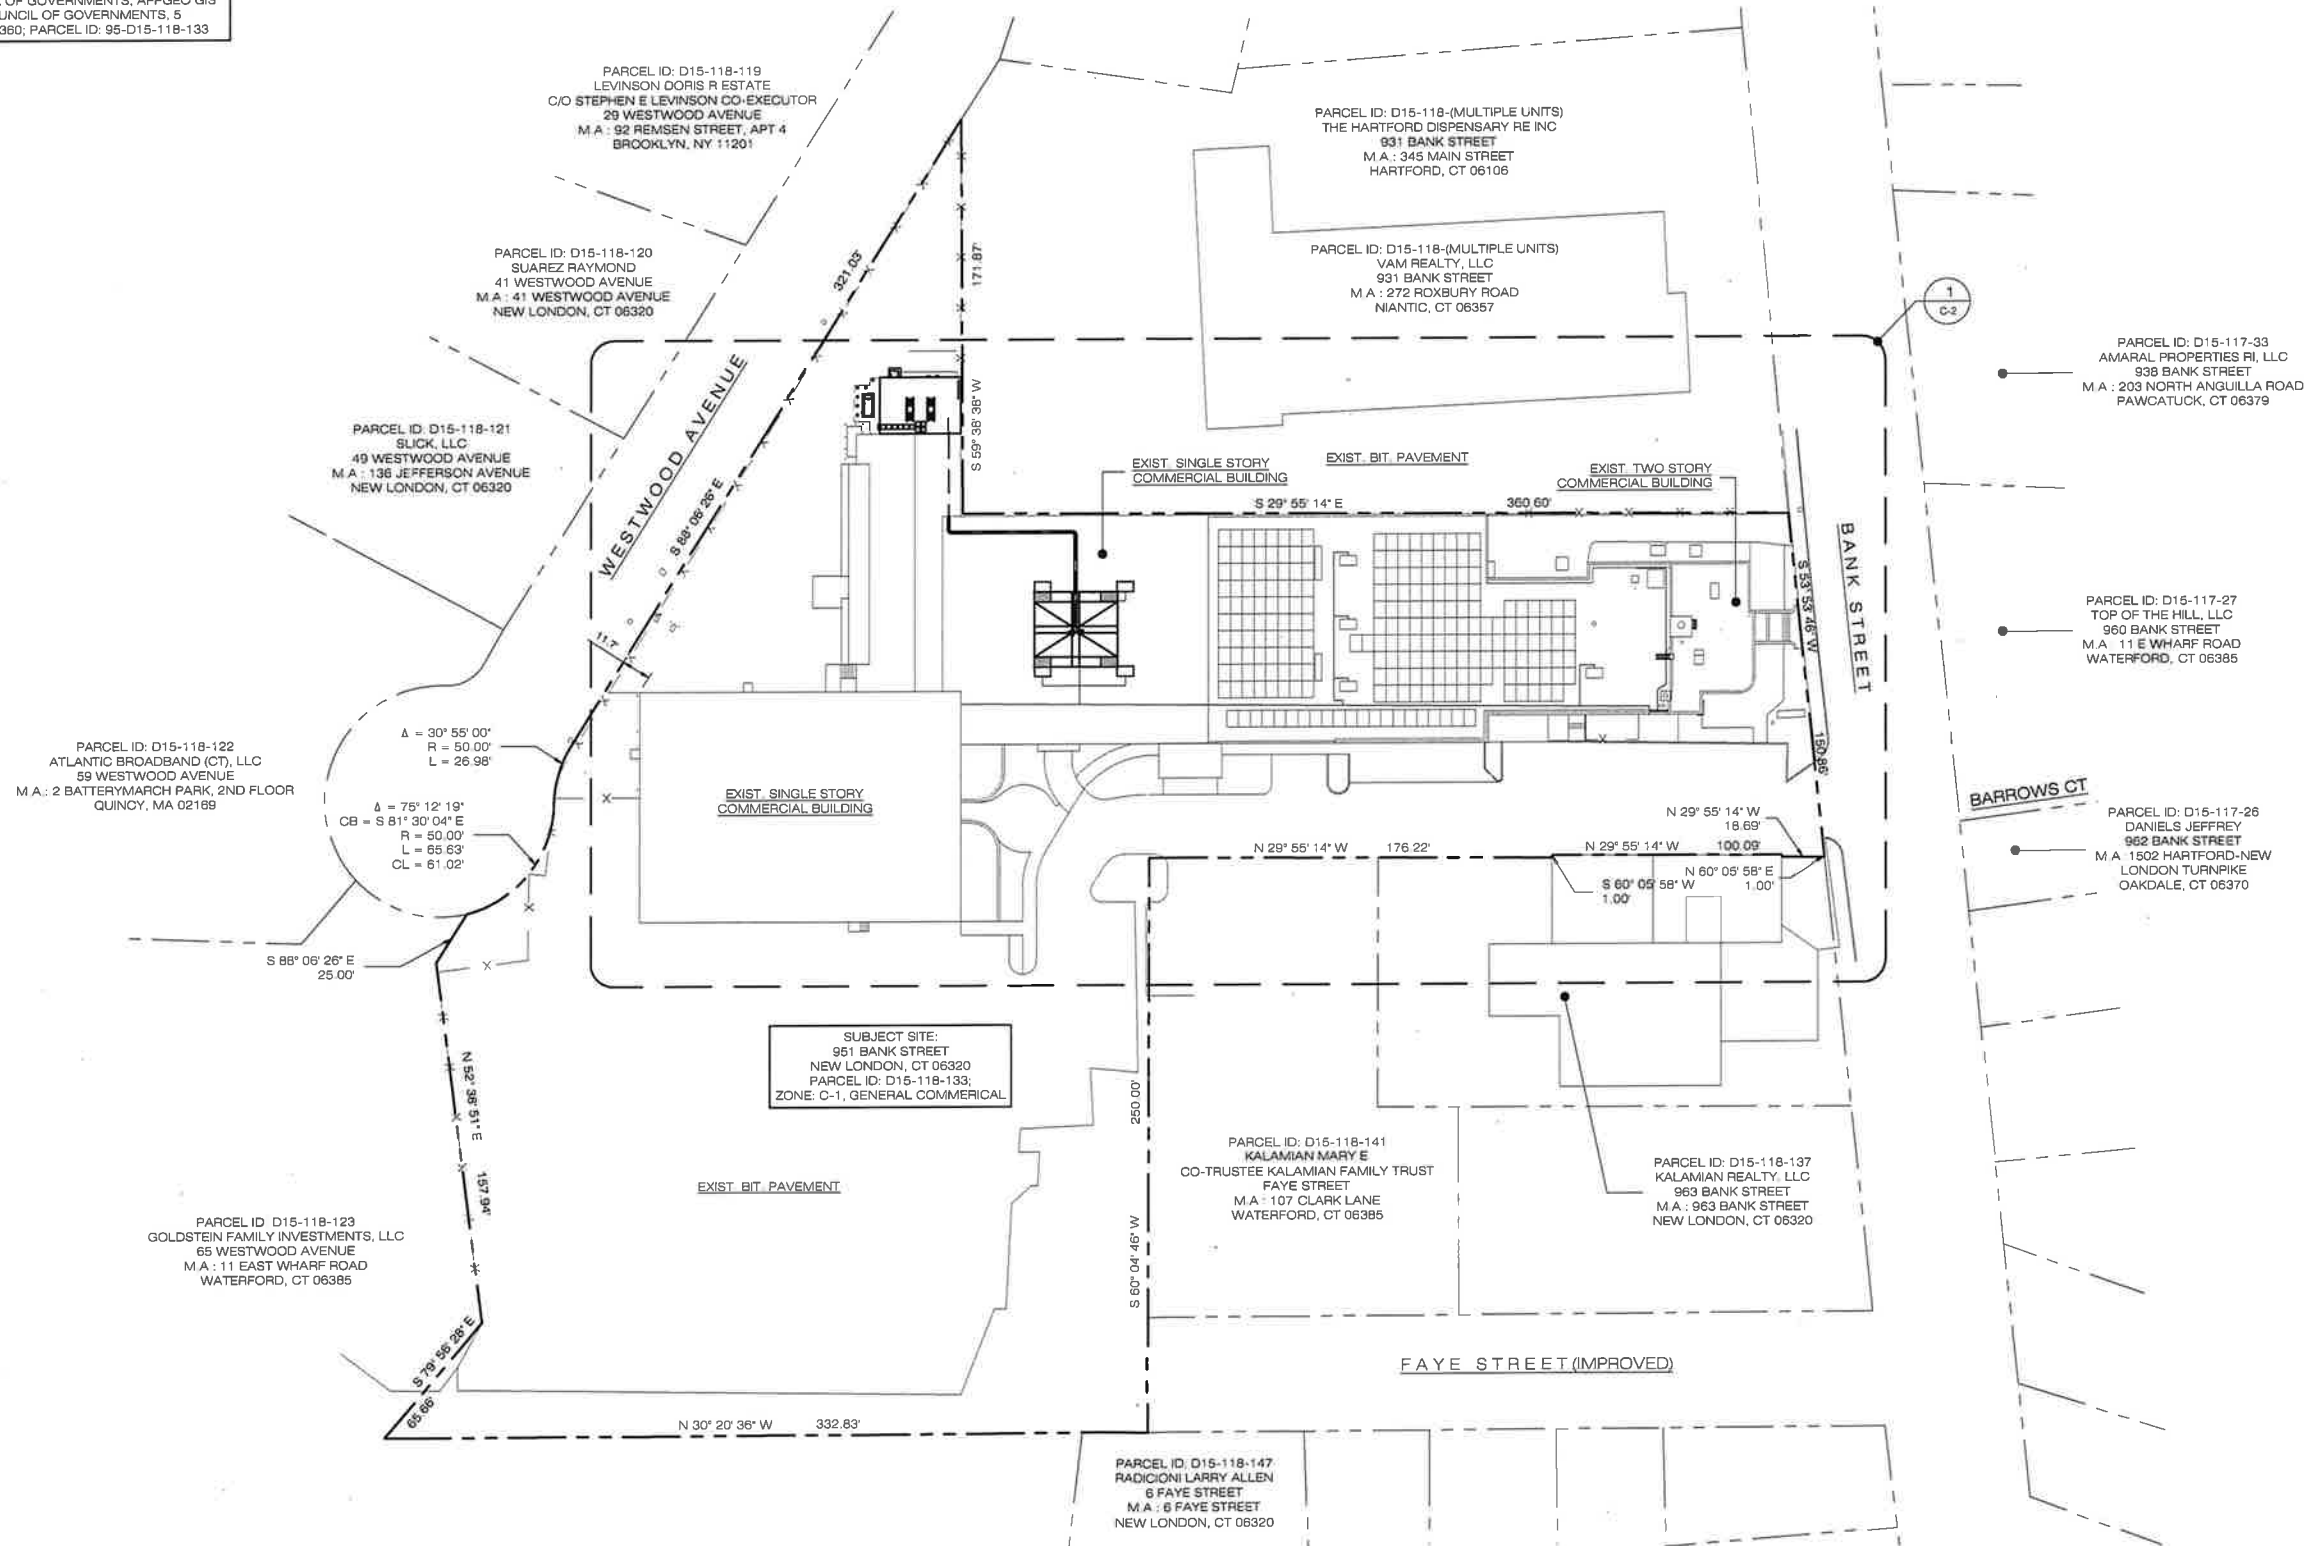 OF GOVERNMENTS, APPGEO GIS
UNCIL OF GOVERNMENTS, 5
360; PARCEL ID: 95-D15-118-133
PARCEL ID: D15-118-119
LEVINSON DORIS R ESTATE
C/O STEPHEN E LEVINSON CO-EXECUTOR
29 WESTWOOD AVENUE
M.A.: 92 REMSEN STREET, APT 4
BROOKLYN, NY 11201
PARCEL ID: D15-118-(MULTIPLE UNITS)
THE HARTFORD DISPENSARY RE INC
931 BANK STREET
M.A.: 345 MAIN STREET
HARTFORD, CT 06106
PARCEL ID: D15-118-120
SUAREZ RAYMOND
41 WESTWOOD AVENUE
M.A.: 41 WESTWOOD AVENUE
NEW LONDON, CT 06320
321.03'
171.87'
PARCEL ID: D15-118-(MULTIPLE UNITS)
VAM REALTY, LLC
931 BANK STREET
M.A.: 272 ROXBURY ROAD
NIANTIC, CT 06357
1
C-2
PARCEL ID: D15-117-33
AMARAL PROPERTIES RI, LLC
938 BANK STREET
M.A.: 203 NORTH ANGUILLA ROAD
PAWCATUCK, CT 06379
WESTWOOD AVENUE
S 59° 38' 38" W
PARCEL ID: D15-118-121
SLICK, LLC
49 WESTWOOD AVENUE
M.A.: 136 JEFFERSON AVENUE
NEW LONDON, CT 06320
EXIST. SINGLE STORY
COMMERCIAL BUILDING
EXIST. BIT. PAVEMENT
EXIST. TWO STORY
COMMERCIAL BUILDING
S 88° 06' 26" E
S 29° 55' 14" E
360.60'
BANK STREET
S 53° 53' 46" W
PARCEL ID: D15-117-27
TOP OF THE HILL, LLC
960 BANK STREET
M.A. 11 E WHARF ROAD
WATERFORD, CT 06385
11.7
150.86'
Δ = 30° 55' 00"
R = 50.00'
L = 26.98'
PARCEL ID: D15-118-122
ATLANTIC BROADBAND (CT), LLC
59 WESTWOOD AVENUE
M.A.: 2 BATTERYMARCH PARK, 2ND FLOOR
QUINCY, MA 02169
Δ = 75° 12' 19"
CB = S 81° 30' 04" E
R = 50.00'
L = 65.63'
CL = 61.02'
EXIST. SINGLE STORY
COMMERCIAL BUILDING
BARROWS CT
N 29° 55' 14" W
18.69'
PARCEL ID: D15-117-26
DANIELS JEFFREY
962 BANK STREET
M.A. 1502 HARTFORD-NEW
LONDON TURNPIKE
OAKDALE, CT 06370
N 29° 55' 14" W
176.22'
N 29° 55' 14" W
100.09'
N 60° 05' 58" E
1.00'
S 60° 05' 58" W
1.00'
S 88° 06' 26" E
25.00'
SUBJECT SITE:
951 BANK STREET
NEW LONDON, CT 06320
PARCEL ID: D15-118-133;
ZONE: C-1, GENERAL COMMERICAL
N 52° 38' 51" E
157.94'
250.00'
S 60° 04' 46" W
PARCEL ID: D15-118-141
KALAMIAN MARY E
CO-TRUSTEE KALAMIAN FAMILY TRUST
FAYE STREET
M.A.: 107 CLARK LANE
WATERFORD, CT 06385
PARCEL ID: D15-118-137
KALAMIAN REALTY, LLC
963 BANK STREET
M.A.: 963 BANK STREET
NEW LONDON, CT 06320
EXIST. BIT. PAVEMENT
PARCEL ID D15-118-123
GOLDSTEIN FAMILY INVESTMENTS, LLC
65 WESTWOOD AVENUE
M.A.: 11 EAST WHARF ROAD
WATERFORD, CT 06385
S 79° 56' 28" E
65.66'
FAYE STREET (IMPROVED)
N 30° 20' 36" W
332.83'
PARCEL ID: D15-118-147
RADICIONI LARRY ALLEN
6 FAYE STREET
M.A.: 6 FAYE STREET
NEW LONDON, CT 06320